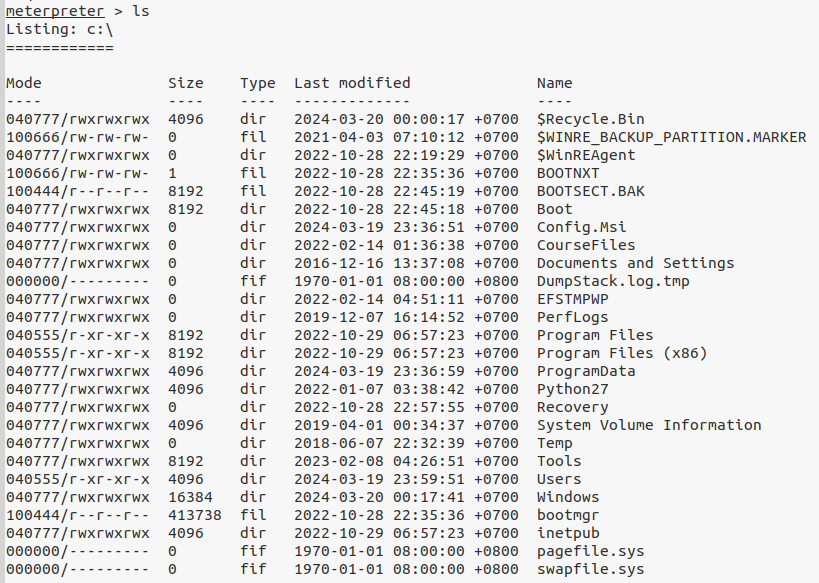 meterpreter > ls
Listing: c:\
============
Mode Size Type Last modified Name
---- ---- ---- ------------- ----
040777/rwxrwxrwx 4096 dir 2024-03-20 00:00:17 +0700 $Recycle.Bin
100666/rw-rw-rw- 0 fil 2021-04-03 07:10:12 +0700 $WINRE_BACKUP_PARTITION.MARKER
040777/rwxrwxrwx 0 dir 2022-10-28 22:19:29 +0700 $WinREAgent
100666/rw-rw-rw- 1 fil 2022-10-28 22:35:36 +0700 BOOTNXT
100444/r--r--r-- 8192 fil 2022-10-28 22:45:19 +0700 BOOTSECT.BAK
040777/rwxrwxrwx 8192 dir 2022-10-28 22:45:18 +0700 Boot
040777/rwxrwxrwx 0 dir 2024-03-19 23:36:51 +0700 Config.Msi
040777/rwxrwxrwx 0 dir 2022-02-14 01:36:38 +0700 CourseFiles
040777/rwxrwxrwx 0 dir 2016-12-16 13:37:08 +0700 Documents and Settings
000000/--------- 0 fif 1970-01-01 08:00:00 +0800 DumpStack.log.tmp
040777/rwxrwxrwx 0 dir 2022-02-14 04:51:11 +0700 EFSTMPWP
040777/rwxrwxrwx 0 dir 2019-12-07 16:14:52 +0700 PerfLogs
040555/r-xr-xr-x 8192 dir 2022-10-29 06:57:23 +0700 Program Files
040555/r-xr-xr-x 8192 dir 2022-10-29 06:57:23 +0700 Program Files (x86)
040777/rwxrwxrwx 4096 dir 2024-03-19 23:36:59 +0700 ProgramData
040777/rwxrwxrwx 4096 dir 2022-01-07 03:38:42 +0700 Python27
040777/rwxrwxrwx 0 dir 2022-10-28 22:57:55 +0700 Recovery
040777/rwxrwxrwx 4096 dir 2019-04-01 00:34:37 +0700 System Volume Information
040777/rwxrwxrwx 0 dir 2018-06-07 22:32:39 +0700 Temp
040777/rwxrwxrwx 8192 dir 2023-02-08 04:26:51 +0700 Tools
040555/r-xr-xr-x 4096 dir 2024-03-19 23:59:51 +0700 Users
040777/rwxrwxrwx 16384 dir 2024-03-20 00:17:41 +0700 Windows
100444/r--r--r-- 413738 fil 2022-10-28 22:35:36 +0700 bootmgr
040777/rwxrwxrwx 4096 dir 2022-10-29 06:57:23 +0700 inetpub
000000/--------- 0 fif 1970-01-01 08:00:00 +0800 pagefile.sys
000000/--------- 0 fif 1970-01-01 08:00:00 +0800 swapfile.sys